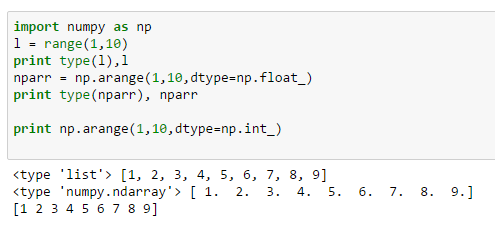 import numpy as np
l = range(1,10)
print type(l),l
nparr = np.arange(1,10,dtype=np.float_)
print type(nparr), nparr
print np.arange(1,10,dtype=np.int_)
<type 'list'> [1, 2, 3, 4, 5, 6, 7, 8, 9]
<type 'numpy.ndarray'> [ 1.  2.  3.  4.  5.  6.  7.  8.  9.]
[1 2 3 4 5 6 7 8 9]